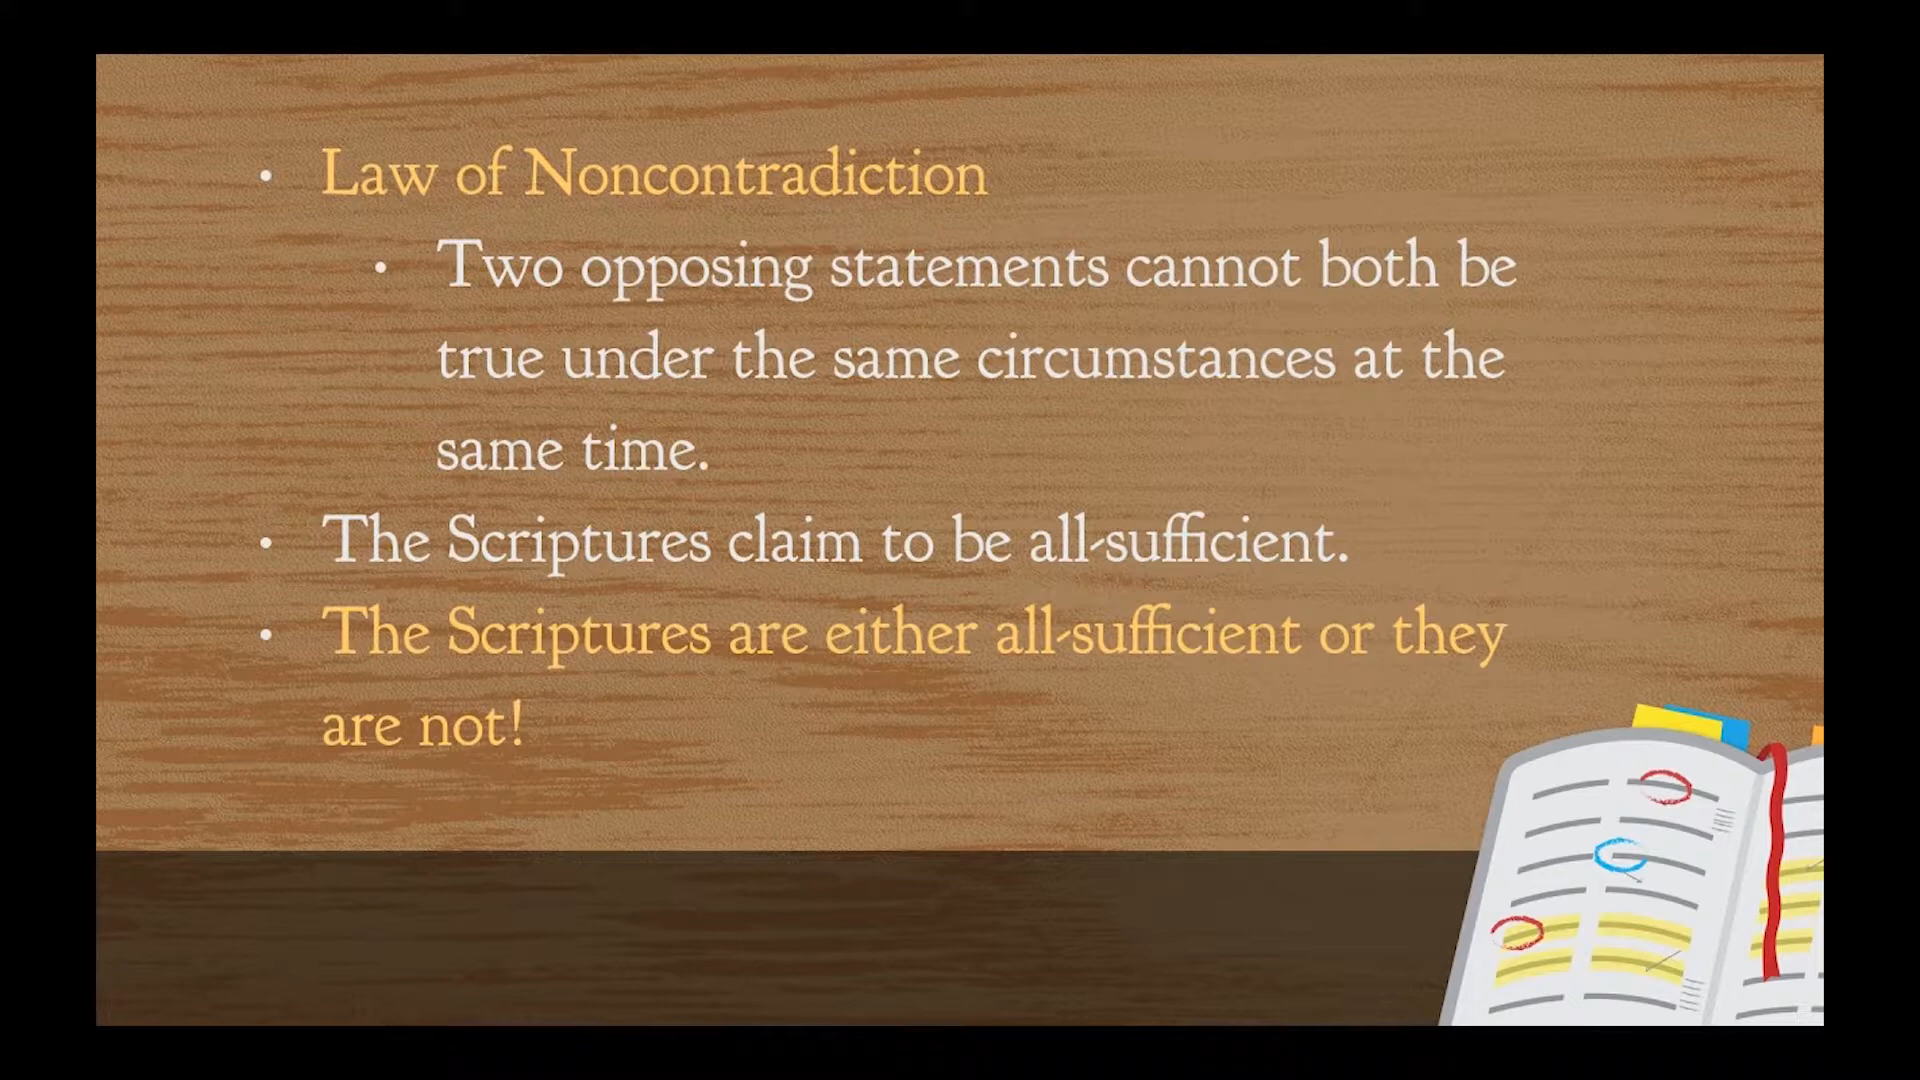 • Law of Noncontradiction
• Two opposing statements cannot both be
true under the same circumstances at the
same time.
• The Scriptures claim to be all-sufficient.
• The Scriptures are either all-sufficient or they
are not!